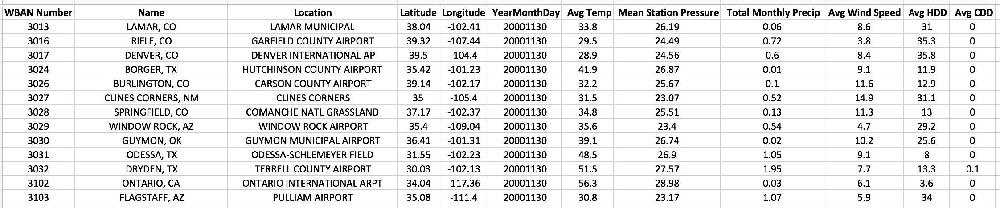 WBAN Number Name Location Latitude Longitude YearMonthDay Avg Temp Mean Station Pressure Total Monthly Precip Avg Wind Speed Avg HDD Avg CDD
3013 LAMAR, CO LAMAR MUNICIPAL 38.04 -102.41 20001130 33.8 26.19 0.06 8.6 31 0
3016 RIFLE, CO GARFIELD COUNTY AIRPORT 39.32 -107.44 20001130 29.5 24.49 0.72 3.8 35.3 0
3017 DENVER, CO DENVER INTERNATIONAL AP 39.5 -104.4 20001130 28.9 24.56 0.6 8.4 35.8 0
3024 BORGER, TX HUTCHINSON COUNTY AIRPORT 35.42 -101.23 20001130 41.9 26.87 0.01 9.1 11.9 0
3026 BURLINGTON, CO CARSON COUNTY AIRPORT 39.14 -102.17 20001130 32.2 25.67 0.1 11.6 12.9 0
3027 CLINES CORNERS, NM CLINES CORNERS 35 -105.4 20001130 31.5 23.07 0.52 14.9 31.1 0
3028 SPRINGFIELD, CO COMANCHE NATL GRASSLAND 37.17 -102.37 20001130 34.8 25.51 0.13 11.3 13 0
3029 WINDOW ROCK, AZ WINDOW ROCK AIRPORT 35.4 -109.04 20001130 35.6 23.4 0.54 4.7 29.2 0
3030 GUYMON, OK GUYMON MUNICIPAL AIRPORT 36.41 -101.31 20001130 39.1 26.74 0.02 10.2 25.6 0
3031 ODESSA, TX ODESSA-SCHLEMEYER FIELD 31.55 -102.23 20001130 48.5 26.9 1.05 9.1 8 0
3032 DRYDEN, TX TERRELL COUNTY AIRPORT 30.03 -102.13 20001130 51.5 27.57 1.95 7.7 13.3 0.1
3102 ONTARIO, CA ONTARIO INTERNATIONAL ARPT 34.04 -117.36 20001130 56.3 28.98 0.03 6.1 3.6 0
3103 FLAGSTAFF, AZ PULLIAM AIRPORT 35.08 -111.4 20001130 30.8 23.17 1.07 5.9 34 0